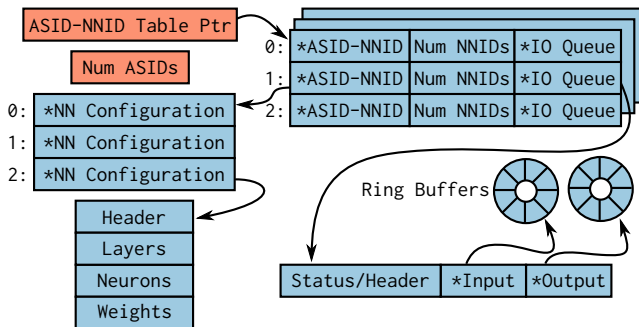 ASID-NNID Table Ptr
Num ASIDs
0: *ASID-NNID Num NNIDs *IO Queue
1: *ASID-NNID Num NNIDs *IO Queue
2: *ASID-NNID Num NNIDs *IO Queue
0: *NN Configuration
1: *NN Configuration
2: *NN Configuration
Header
Layers
Neurons
Weights
Ring Buffers
Status/Header *Input *Output